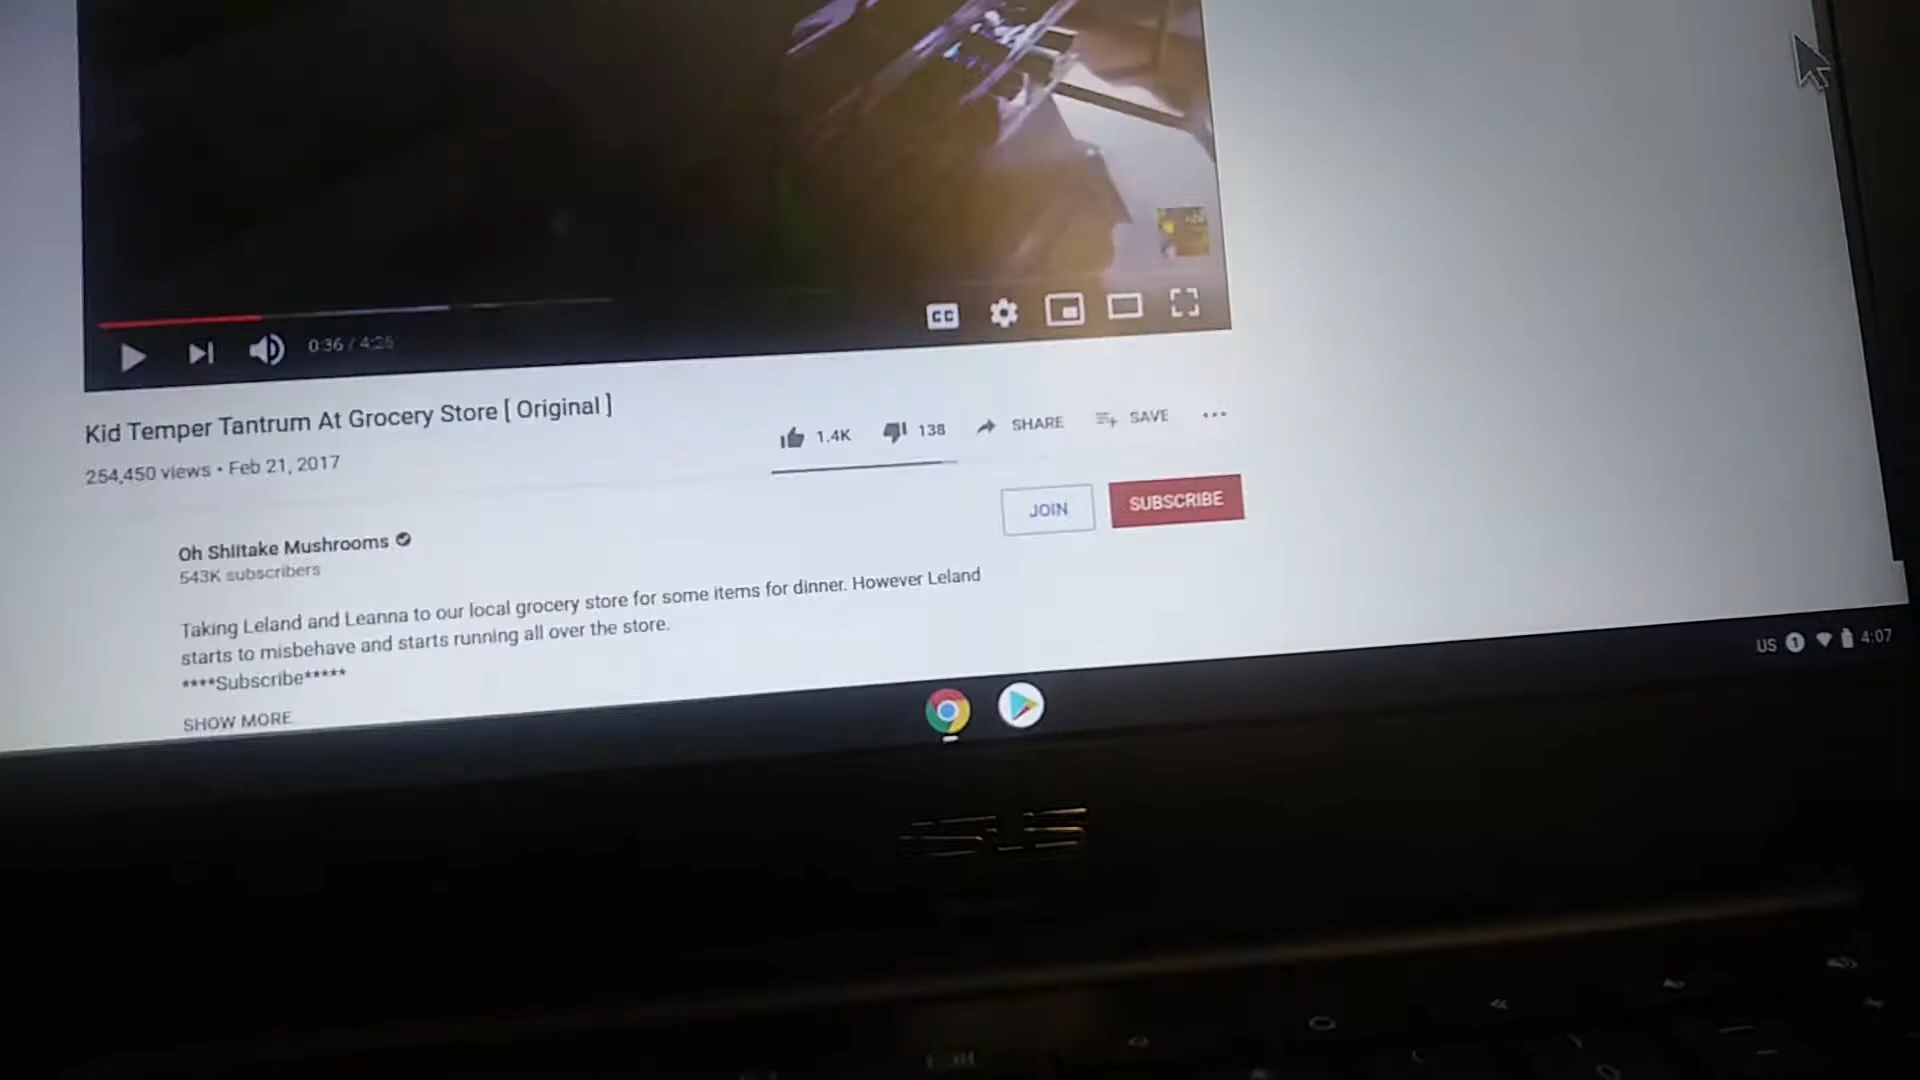 CC
0:36 / 4:26
Kid Temper Tantrum At Grocery Store [ Original ]
254,450 views • Feb 21, 2017
1.4K
138
SHARE
SAVE
Oh Shiitake Mushrooms
543K subscribers
JOIN
SUBSCRIBE
Taking Leland and Leanna to our local grocery store for some items for dinner. However Leland
starts to misbehave and starts running all over the store.
****Subscribe*****
SHOW MORE
US 1 4:07
ASUS